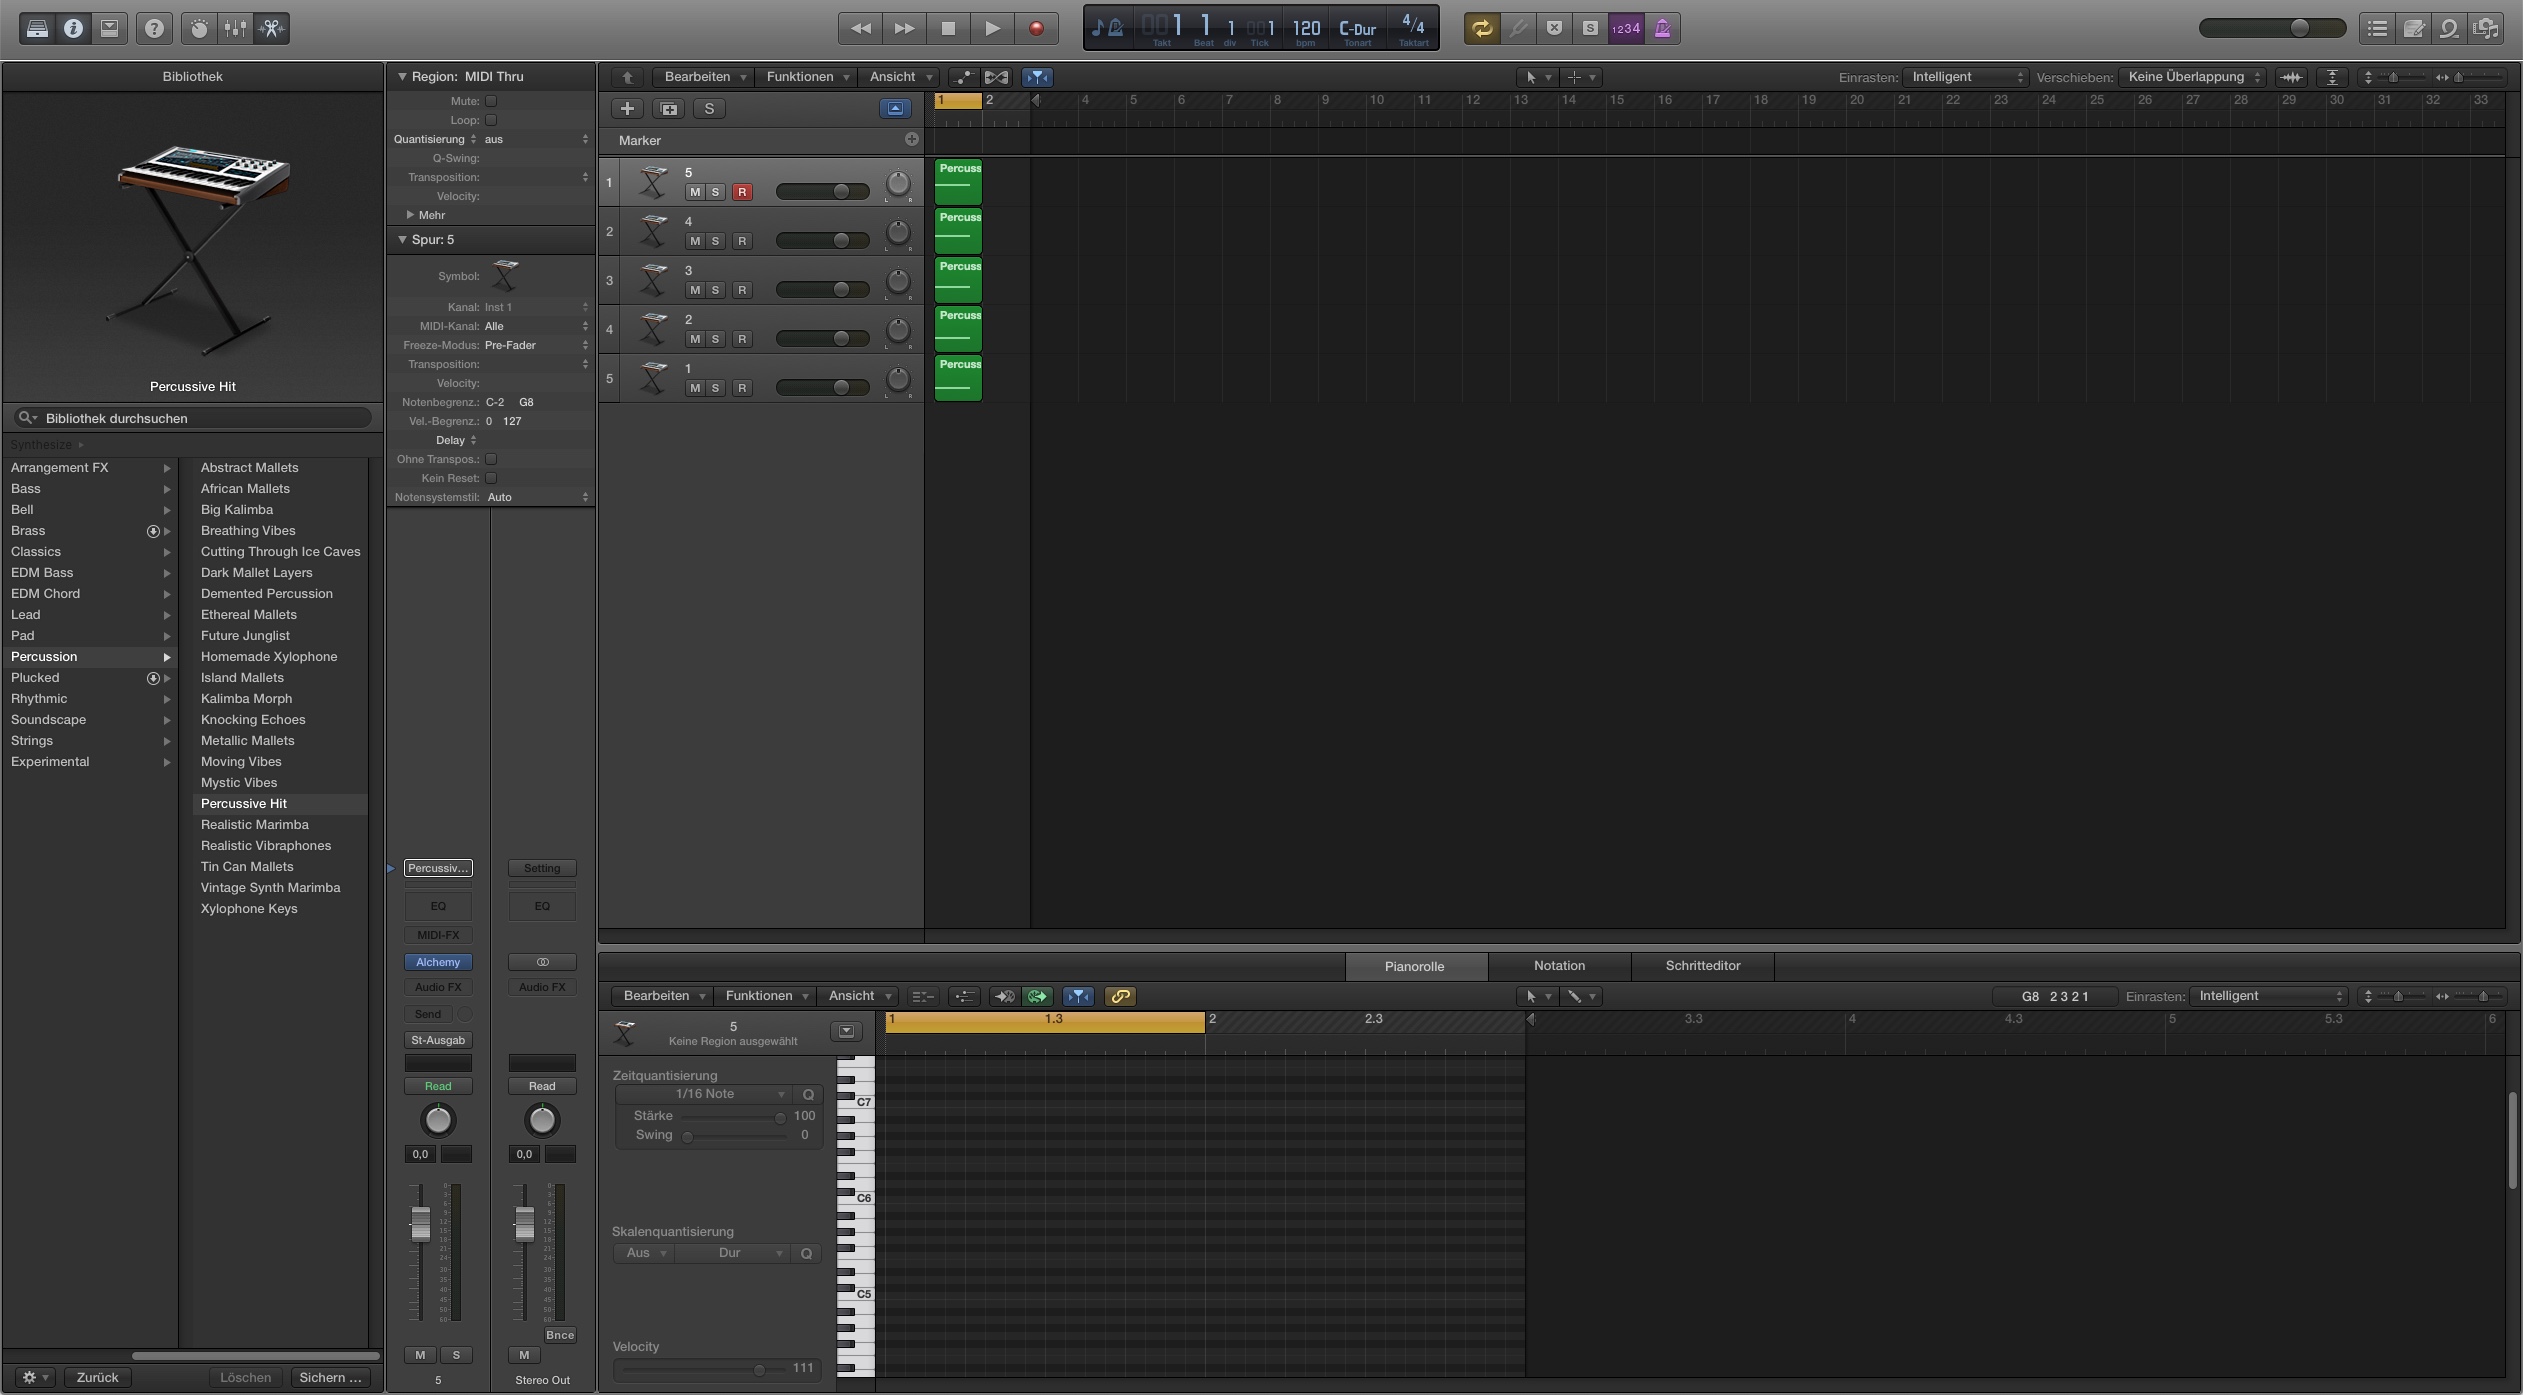 001 1 1 001 120 C-Dur 4/4
Takt Beat div Tick bpm Tonart Taktart
S 1234
Bibliothek
Percussive Hit
Bibliothek durchsuchen
Synthesize
Arrangement FX
Bass
Bell
Brass
Classics
EDM Bass
EDM Chord
Lead
Pad
Percussion
Plucked
Rhythmic
Soundscape
Strings
Experimental
Abstract Mallets
African Mallets
Big Kalimba
Breathing Vibes
Cutting Through Ice Caves
Dark Mallet Layers
Demented Percussion
Ethereal Mallets
Future Junglist
Homemade Xylophone
Island Mallets
Kalimba Morph
Knocking Echoes
Metallic Mallets
Moving Vibes
Mystic Vibes
Percussive Hit
Realistic Marimba
Realistic Vibraphones
Tin Can Mallets
Vintage Synth Marimba
Xylophone Keys
Zurück Löschen Sichern ...
Region: MIDI Thru
Mute:
Loop:
Quantisierung aus
Q-Swing:
Transposition:
Velocity:
Mehr
Spur: 5
Symbol:
Kanal: Inst 1
MIDI-Kanal: Alle
Freeze-Modus: Pre-Fader
Transposition:
Velocity:
Notenbegrenz.: C-2 G8
Vel.-Begrenz.: 0 127
Delay
Ohne Transpos.:
Kein Reset:
Notensystemstil: Auto
Percussiv... Setting
EQ EQ
MIDI-FX
Alchemy
Audio FX Audio FX
Send
St-Ausgab
Read Read
0,0 0,0
Bnce
M S M
5 Stereo Out
Bearbeiten Funktionen Ansicht Einrasten: Intelligent Verschieben: Keine Überlappung
S
1 2 4 5 6 7 8 9 10 11 12 13 14 15 16 17 18 19 20 21 22 23 24 25 26 27 28 29 30 31 32 33
Marker
1 5 M S R L R Percuss
2 4 M S R L R Percuss
3 3 M S R L R Percuss
4 2 M S R L R Percuss
5 1 M S R L R Percuss
Pianorolle Notation Schritteditor
Bearbeiten Funktionen Ansicht G8 2 3 2 1 Einrasten: Intelligent
1 1.3 2 2.3 3.3 4 4.3 5 5.3 6
5
Keine Region ausgewählt
Zeitquantisierung
1/16 Note Q
Stärke 100
Swing 0
Skalenquantisierung
Aus Dur Q
Velocity
111
C7
C6
C5